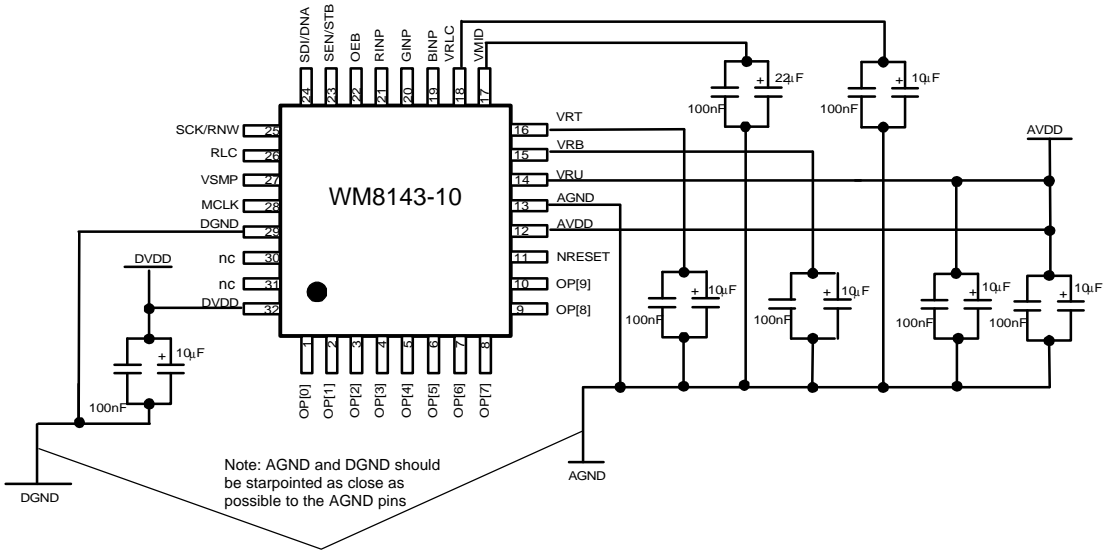 SDI/DNA
SEN/STB
OEB
RINP
GINP
BINP
VRLC
VMID
24
23
22
21
20
19
18
17
22µF
100nF
10µF
100nF
SCK/RNW 25
RLC 26
VSMP 27
MCLK 28
DGND 29
nc 30
nc 31
DVDD 32
WM8143-10
16 VRT
15 VRB
14 VRU
13 AGND
12 AVDD
11 NRESET
10 OP[9]
9 OP[8]
AVDD
DVDD
+
10µF
100nF
+
10µF
100nF
+
10µF
100nF
+
10µF
100nF
+
10µF
100nF
+
+
1
2
3
4
5
6
7
8
OP[0]
OP[1]
OP[2]
OP[3]
OP[4]
OP[5]
OP[6]
OP[7]
Note: AGND and DGND should
be starpointed as close as
possible to the AGND pins
DGND
AGND